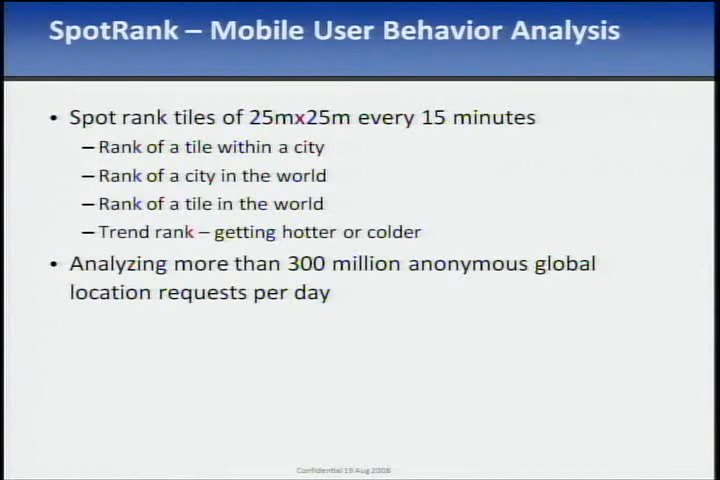 SpotRank – Mobile User Behavior Analysis
• Spot rank tiles of 25mx25m every 15 minutes
– Rank of a tile within a city
– Rank of a city in the world
– Rank of a tile in the world
– Trend rank – getting hotter or colder
• Analyzing more than 300 million anonymous global
location requests per day
Confidential 19 Aug 2008